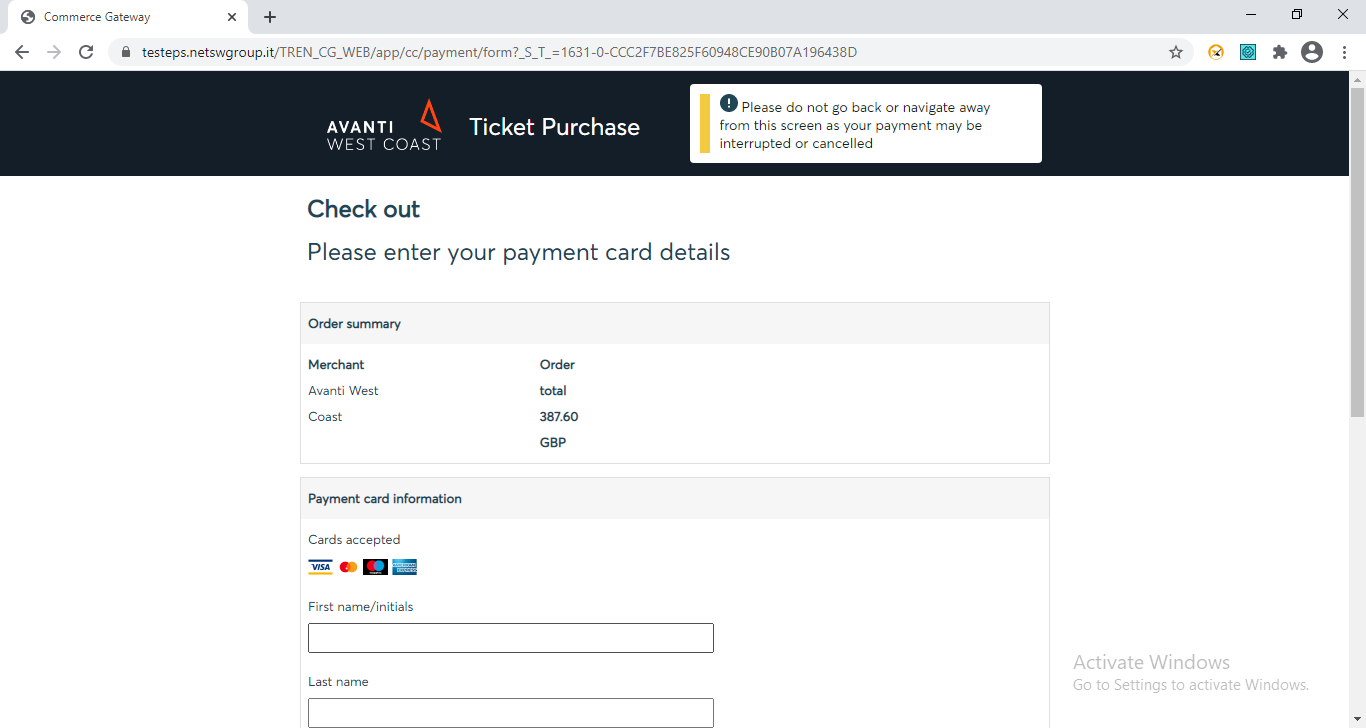 Commerce Gateway
testeps.netswgroup.it/TREN_CG_WEB/app/cc/payment/form?_S_T_=1631-0-CCC2F7BE825F60948CE90B07A196438D
AVANTI
WEST COAST
Ticket Purchase
Please do not go back or navigate away
from this screen as your payment may be
interrupted or cancelled
Check out
Please enter your payment card details
Order summary
Merchant
Avanti West
Coast
Order
total
387.60
GBP
Payment card information
Cards accepted
VISA
First name/initials
Last name
Activate Windows
Go to Settings to activate Windows.